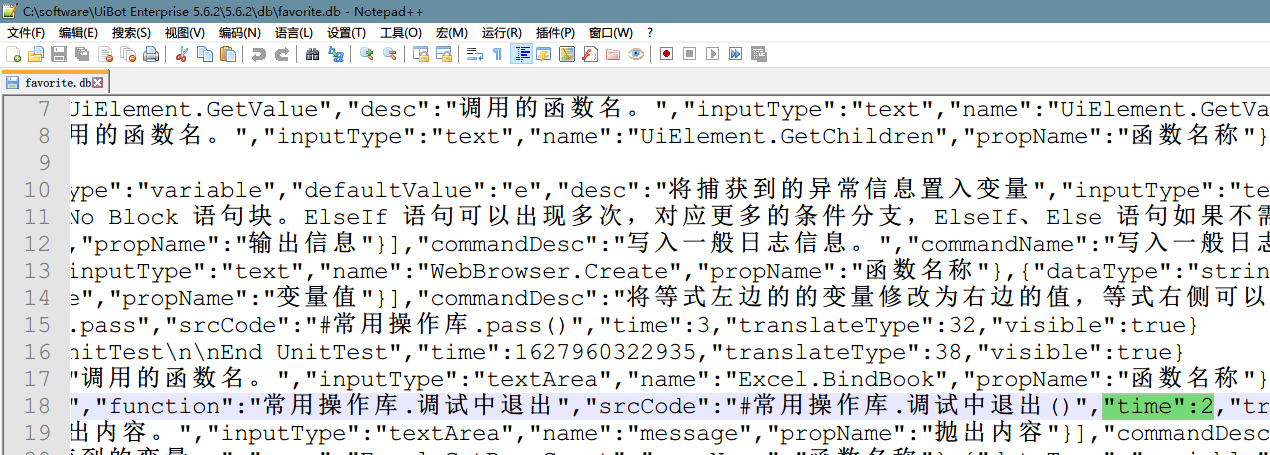 C:\software\UiBot Enterprise 5.6.2\5.6.2\db\favorite.db - Notepad++
文件(F) 编辑(E) 搜索(S) 视图(V) 编码(N) 语言(L) 设置(T) 工具(O) 宏(M) 运行(R) 插件(P) 窗口(W) ?
favorite.db
7 UiElement.GetValue","desc":"调用的函数名。","inputType":"text","name":"UiElement.GetVa
8 用的函数名。","inputType":"text","name":"UiElement.GetChildren","propName":"函数名称"}
9
10 ype":"variable","defaultValue":"e","desc":"将捕获到的异常信息置入变量","inputType":"te
11 No Block 语句块。ElseIf 语句可以出现多次，对应更多的条件分支，ElseIf、Else 语句如果不需
12 ,"propName":"输出信息"}],"commandDesc":"写入一般日志信息。","commandName":"写入一般日志
13 inputType":"text","name":"WebBrowser.Create","propName":"函数名称"},{"dataType":"strin
14 e","propName":"变量值"}],"commandDesc":"将等式左边的的变量修改为右边的值，等式右侧可以
15 .pass","srcCode":"#常用操作库.pass()","time":3,"translateType":32,"visible":true}
16 nitTest\n\nEnd UnitTest","time":1627960322935,"translateType":38,"visible":true}
17 "调用的函数名。","inputType":"textArea","name":"Excel.BindBook","propName":"函数名称"}
18 ","function":"常用操作库.调试中退出","srcCode":"#常用操作库.调试中退出()","time":2,"tr
19 出内容。","inputType":"textArea","name":"message","propName":"抛出内容"}],"commandDesc